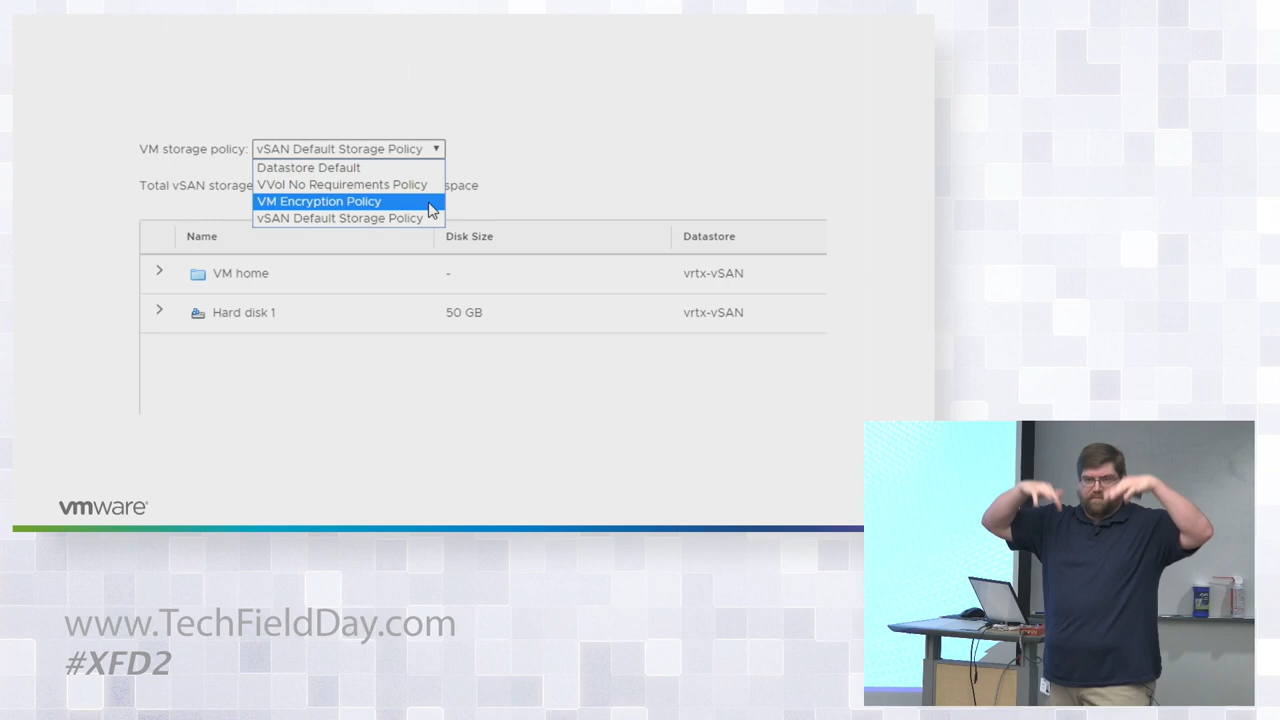 VM storage policy: vSAN Default Storage Policy
Datastore Default
VVol No Requirements Policy
Total vSAN storage space
VM Encryption Policy
vSAN Default Storage Policy
Name Disk Size Datastore
VM home - vrtx-vSAN
Hard disk 1 50 GB vrtx-vSAN
vmware
www.TechFieldDay.com
#XFD2